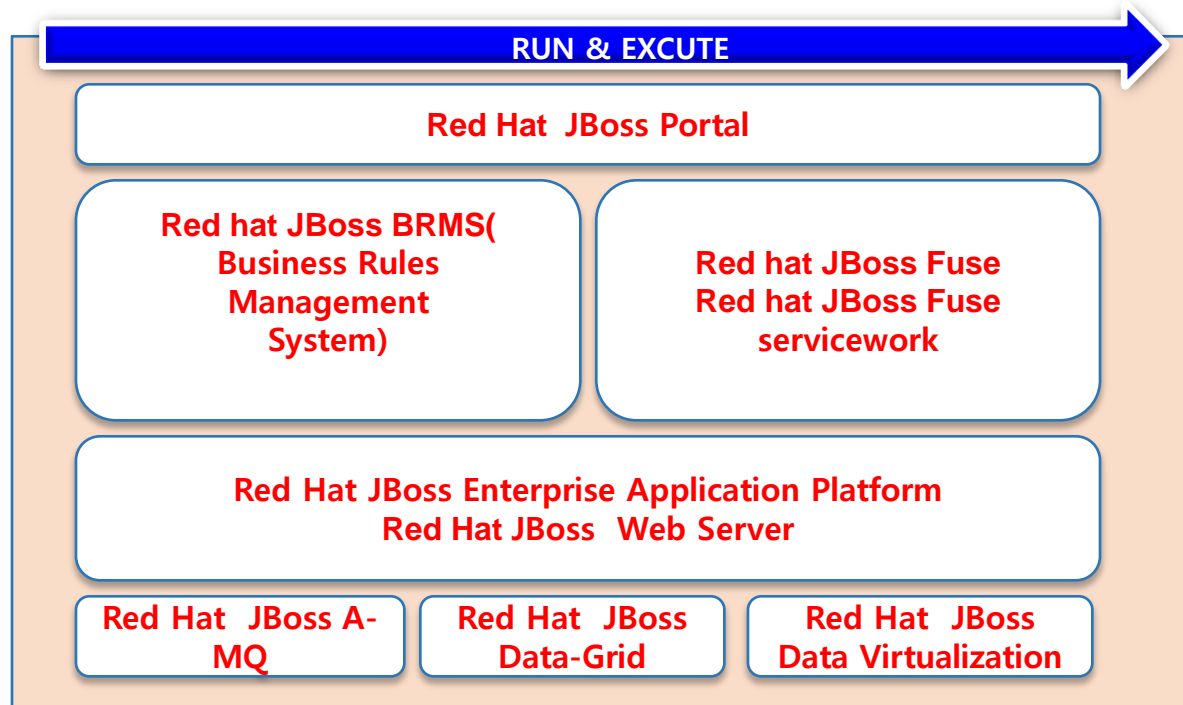 RUN & EXCUTE
Red Hat JBoss Portal
Red hat JBoss BRMS(
Business Rules
Management
System)
Red hat JBoss Fuse
Red hat JBoss Fuse
servicework
Red Hat JBoss Enterprise Application Platform
Red Hat JBoss Web Server
Red Hat JBoss A-
MQ
Red Hat JBoss
Data-Grid
Red Hat JBoss
Data Virtualization